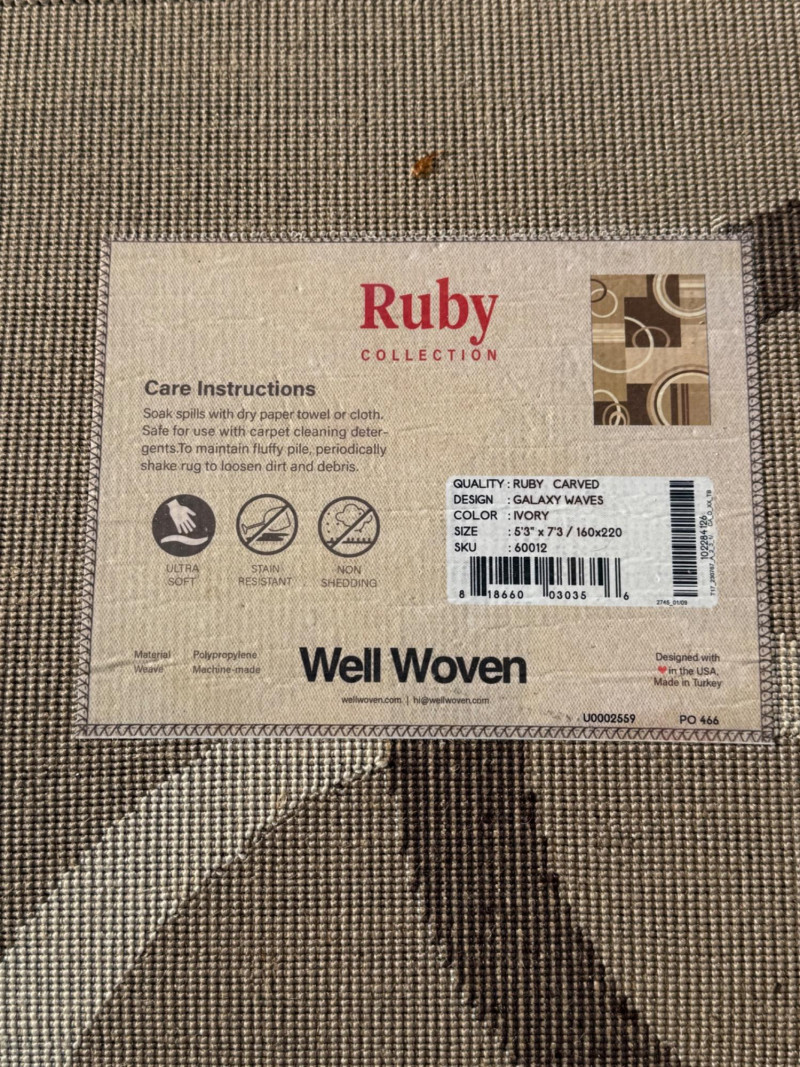 Ruby
COLLECTION
Care Instructions
Soak spills with dry paper towel or cloth.
Safe for use with carpet cleaning deter-
gents.To maintain fluffy pile, periodically
shake rug to loosen dirt and debris.
ULTRA
SOFT
STAIN
RESISTANT
NON
SHEDDING
QUALITY : RUBY CARVED
DESIGN : GALAXY WAVES
COLOR : IVORY
SIZE : 5'3" x 7'3 / 160x220
SKU : 60012
8 18660 03035 6
2745_01/05
102284126
Material Polypropylene
Weave Machine-made
Well Woven
wellwoven.com | hi@wellwoven.com
Designed with
❤ in the USA,
Made in Turkey
U0002559 PO 466